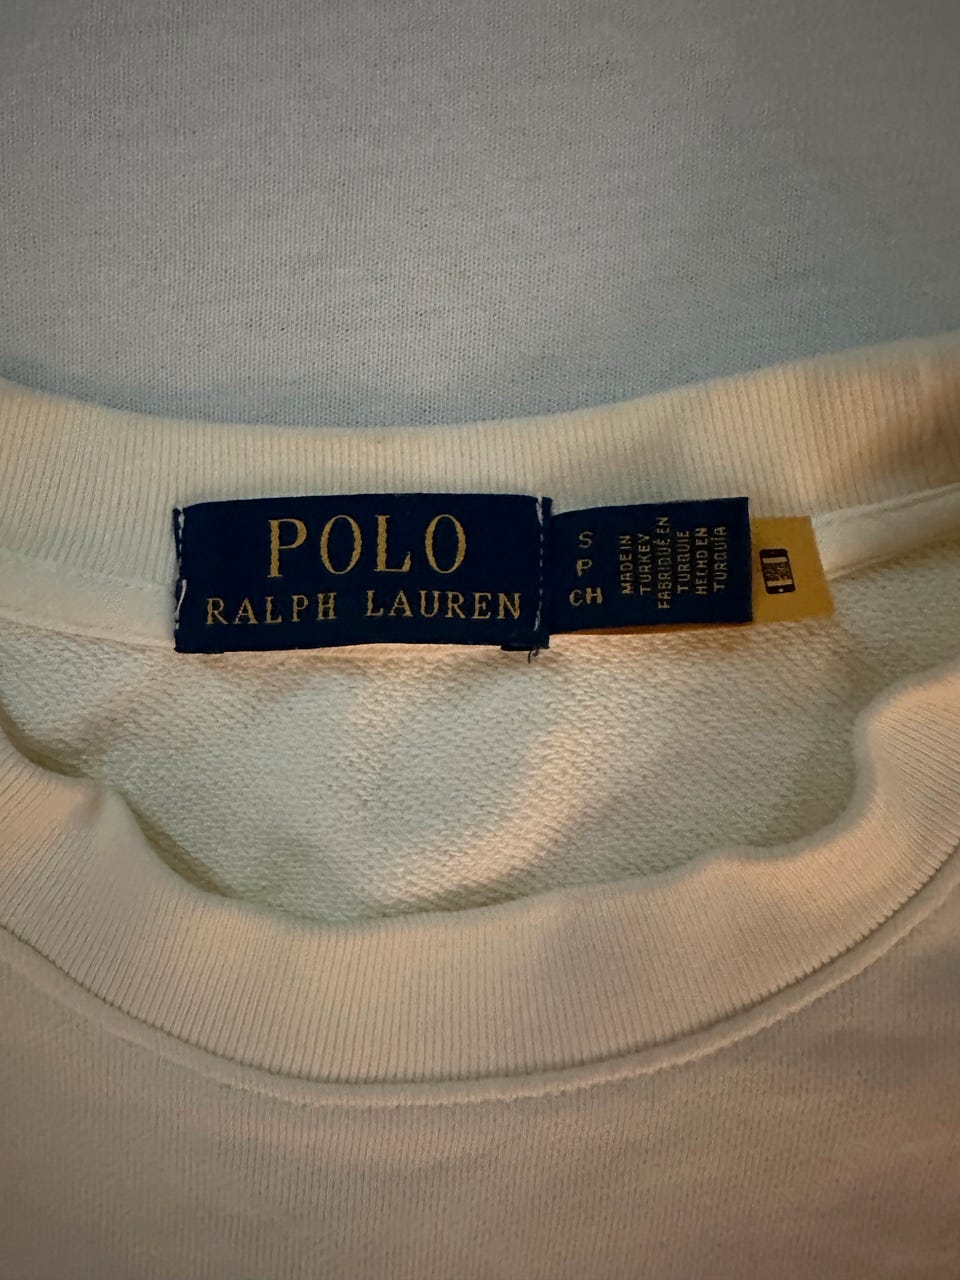 POLO
RALPH LAUREN
S
P
CH
MADE IN
TURKEY
FABRIQUÉ EN
TURQUIE
HECHO EN
TURQUÍA